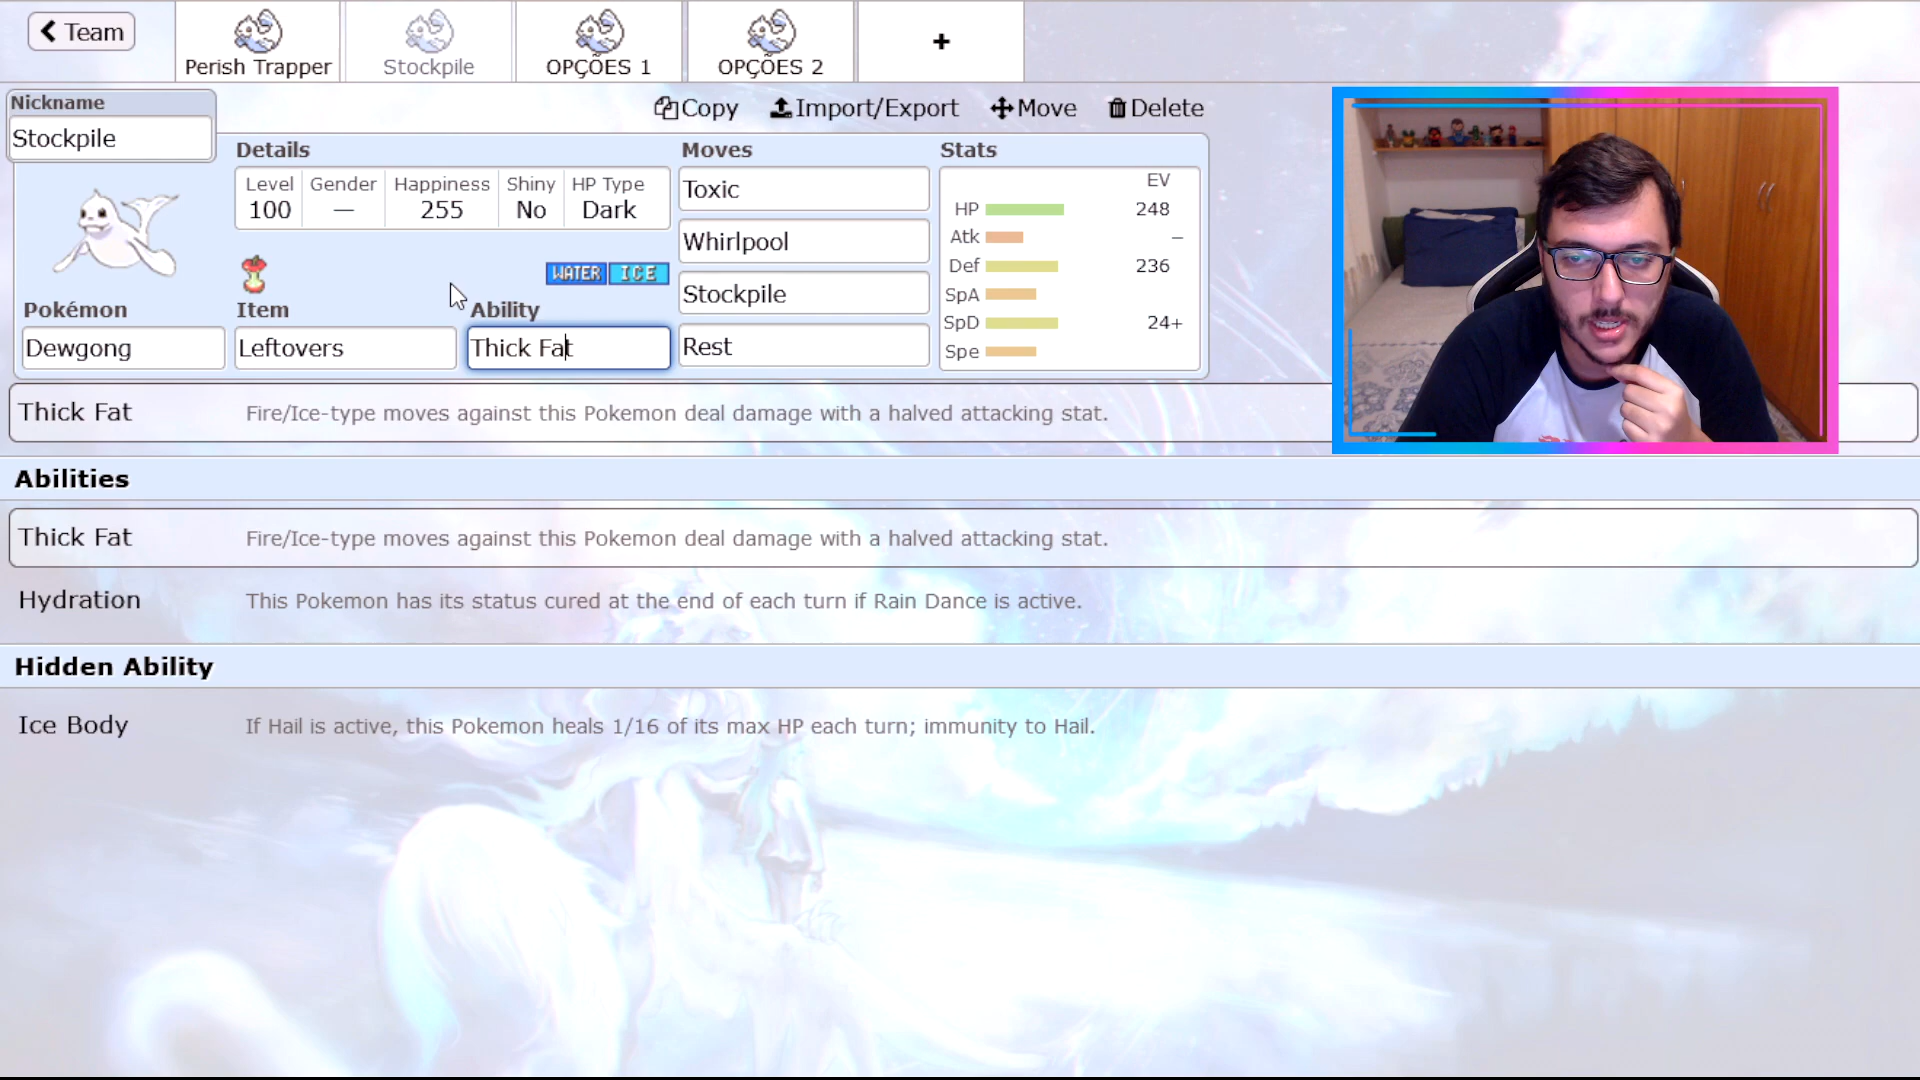 Team
Perish Trapper
Stockpile
OPÇÕES 1
OPÇÕES 2
+
Nickname
Stockpile
Copy
Import/Export
Move
Delete
Details
Level
100
Gender
—
Happiness
255
Shiny
No
HP Type
Dark
WATER
ICE
Pokémon
Dewgong
Item
Leftovers
Ability
Thick Fat
Moves
Toxic
Whirlpool
Stockpile
Rest
Stats
EV
HP 248
Atk –
Def 236
SpA
SpD 24+
Spe
Thick Fat Fire/Ice-type moves against this Pokemon deal damage with a halved attacking stat.
Abilities
Thick Fat Fire/Ice-type moves against this Pokemon deal damage with a halved attacking stat.
Hydration This Pokemon has its status cured at the end of each turn if Rain Dance is active.
Hidden Ability
Ice Body If Hail is active, this Pokemon heals 1/16 of its max HP each turn; immunity to Hail.